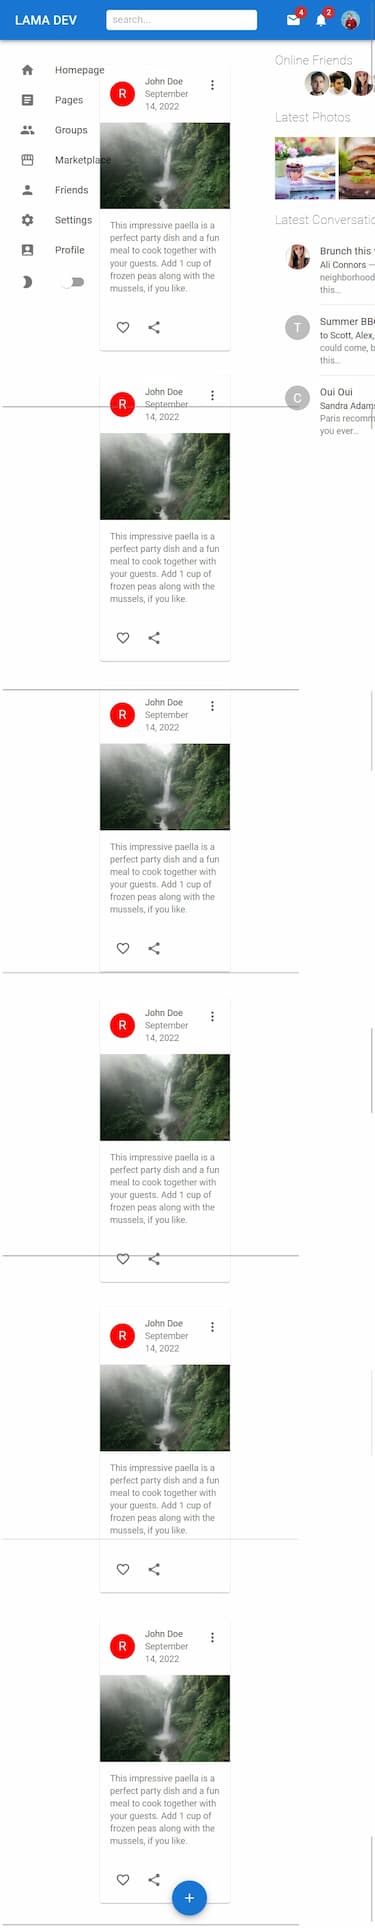 LAMA DEV
search...
4
2
Homepage
Pages
Groups
Marketplace
Friends
Settings
Profile
R
John Doe
September
14, 2022
This impressive paella is a
perfect party dish and a fun
meal to cook together with
your guests. Add 1 cup of
frozen peas along with the
mussels, if you like.
Online Friends
Latest Photos
Latest Conversatio
Brunch this
Ali Connors —
neighborhood
this…
T
Summer BB
to Scott, Alex,
could come, b
this…
C
Oui Oui
Sandra Adams
Paris recomm
you ever…
R
John Doe
September
14, 2022
This impressive paella is a
perfect party dish and a fun
meal to cook together with
your guests. Add 1 cup of
frozen peas along with the
mussels, if you like.
R
John Doe
September
14, 2022
This impressive paella is a
perfect party dish and a fun
meal to cook together with
your guests. Add 1 cup of
frozen peas along with the
mussels, if you like.
R
John Doe
September
14, 2022
This impressive paella is a
perfect party dish and a fun
meal to cook together with
your guests. Add 1 cup of
frozen peas along with the
mussels, if you like.
R
John Doe
September
14, 2022
This impressive paella is a
perfect party dish and a fun
meal to cook together with
your guests. Add 1 cup of
frozen peas along with the
mussels, if you like.
R
John Doe
September
14, 2022
This impressive paella is a
perfect party dish and a fun
meal to cook together with
your guests. Add 1 cup of
frozen peas along with the
mussels, if you like.
+